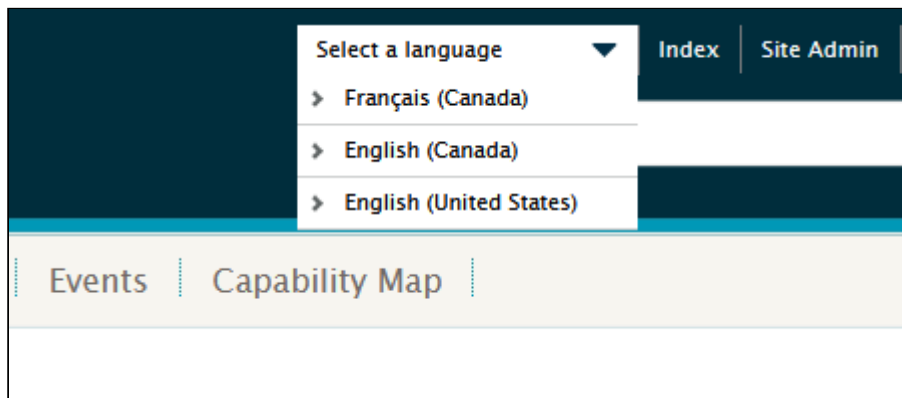 Select a language
Index
Site Admin
Français (Canada)
English (Canada)
English (United States)
Events
Capability Map